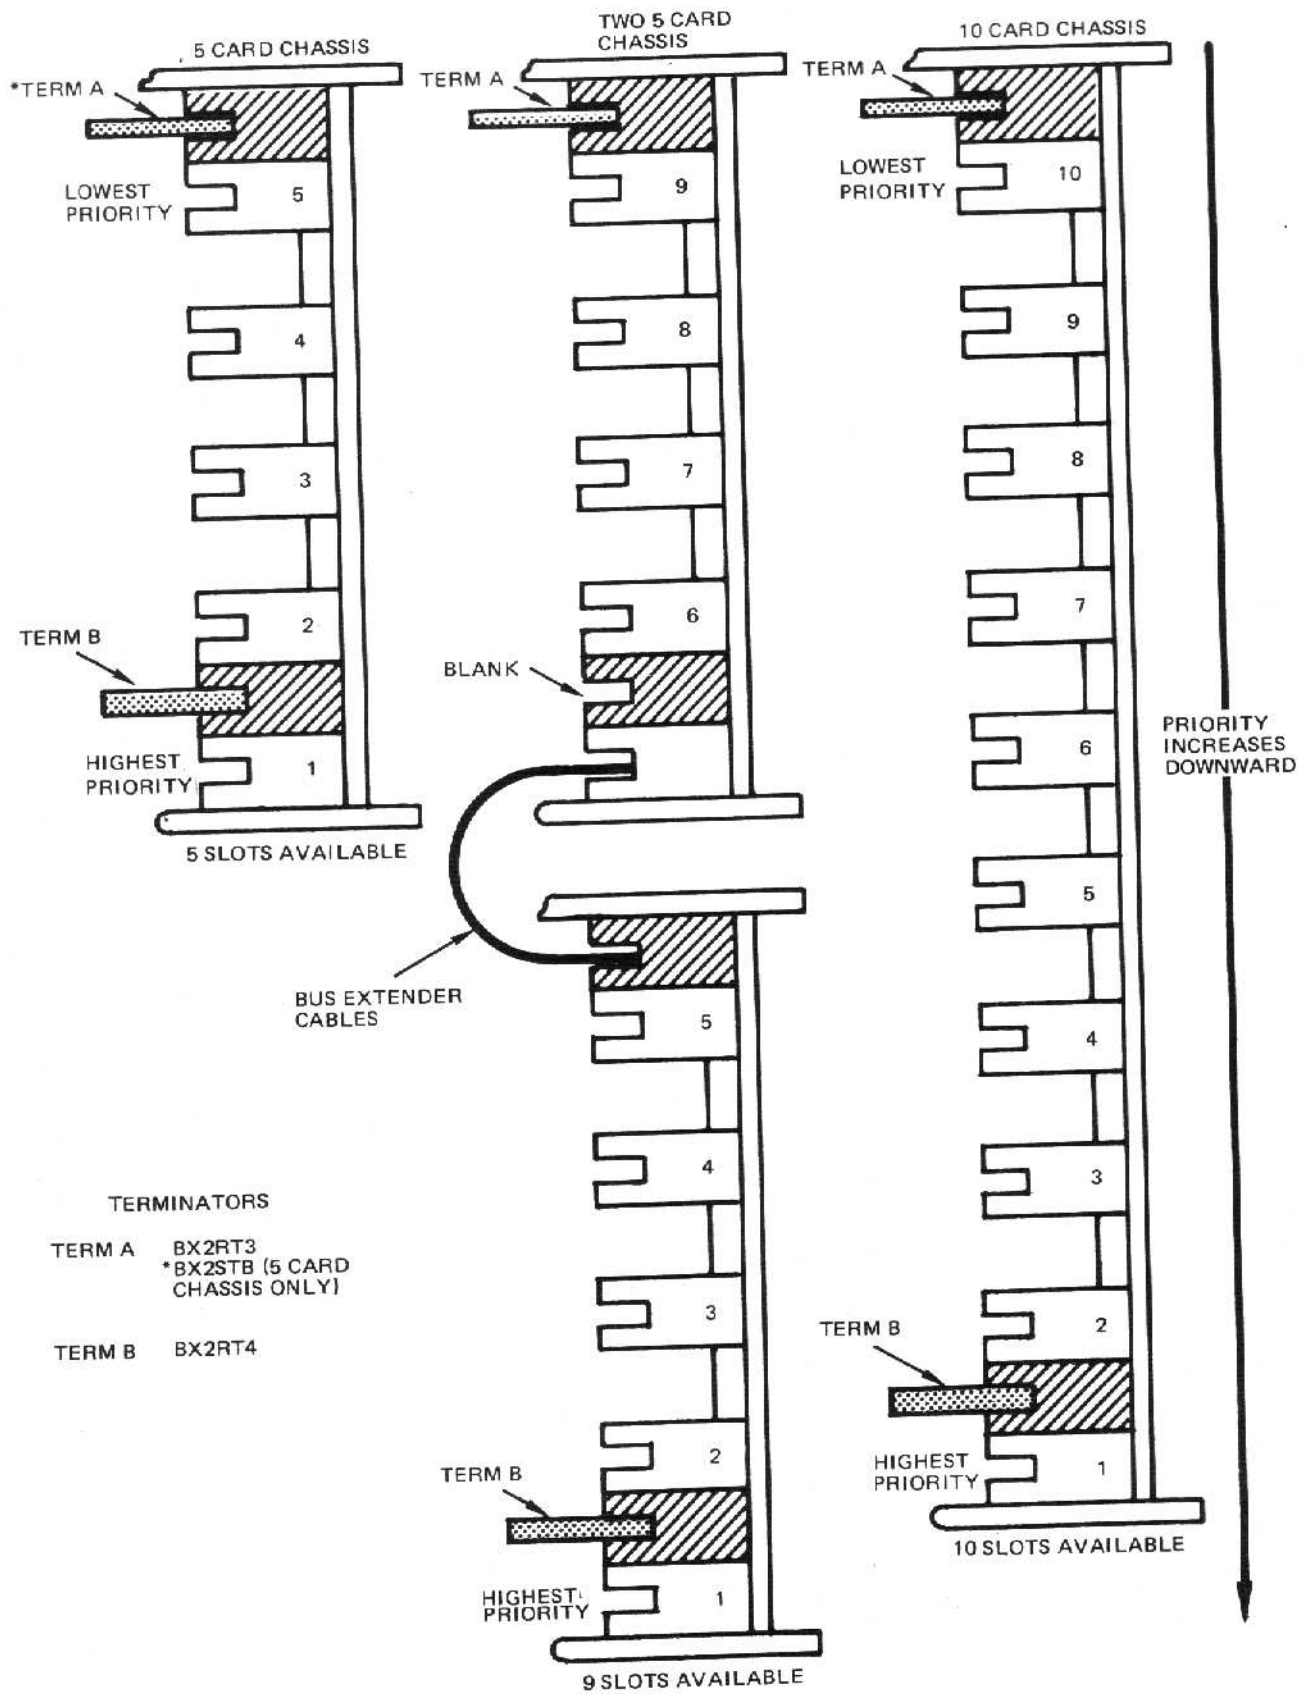 5 CARD CHASSIS
*TERM A
LOWEST
PRIORITY
5
4
3
2
TERM B
HIGHEST
PRIORITY
1
5 SLOTS AVAILABLE
TWO 5 CARD
CHASSIS
TERM A
9
8
7
6
BLANK
BUS EXTENDER
CABLES
5
4
3
2
TERM B
HIGHEST
PRIORITY
1
9 SLOTS AVAILABLE
10 CARD CHASSIS
TERM A
LOWEST
PRIORITY
10
9
8
7
6
5
4
3
2
TERM B
HIGHEST
PRIORITY
1
10 SLOTS AVAILABLE
PRIORITY
INCREASES
DOWNWARD
TERMINATORS
TERM A BX2RT3
*BX2STB (5 CARD
CHASSIS ONLY)
TERM B BX2RT4